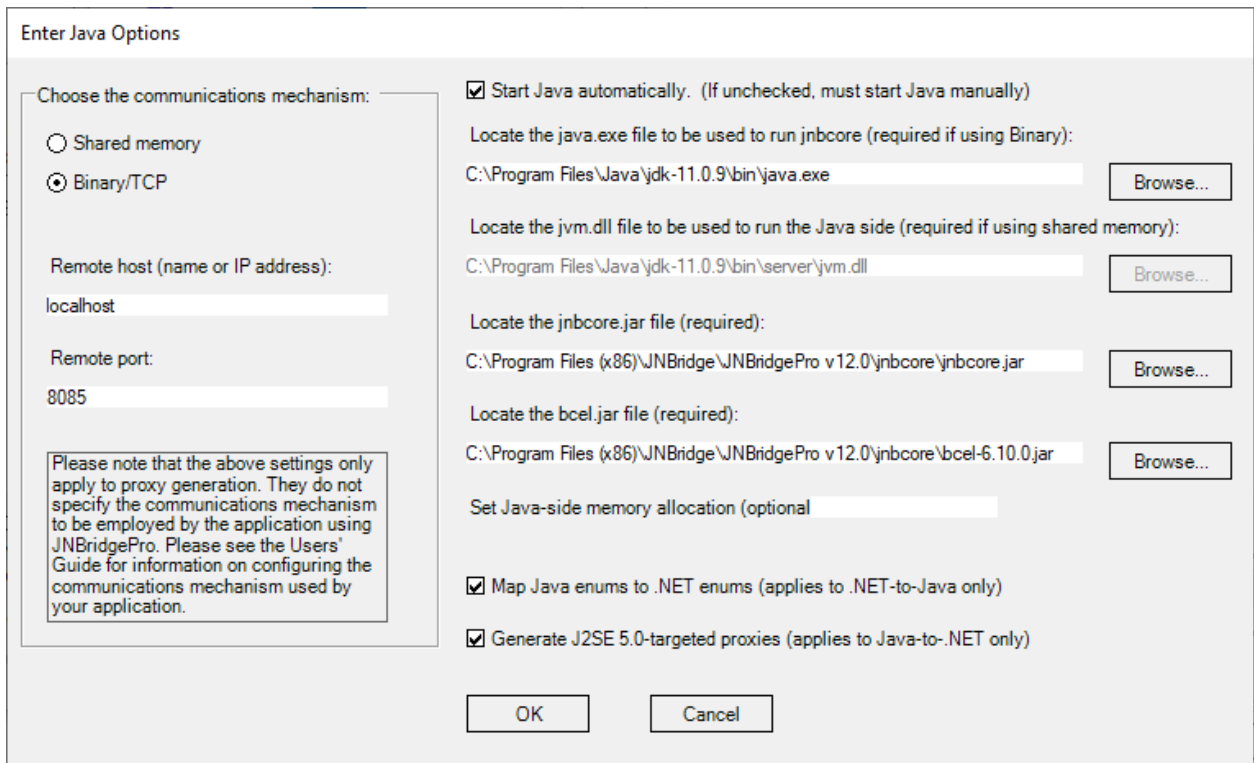 Enter Java Options
Choose the communications mechanism:
Shared memory
Binary/TCP
Remote host (name or IP address):
localhost
Remote port:
8085
Please note that the above settings only
apply to proxy generation. They do not
specify the communications mechanism
to be employed by the application using
JNBridgePro. Please see the Users'
Guide for information on configuring the
communications mechanism used by
your application.
Start Java automatically.  (If unchecked, must start Java manually)
Locate the java.exe file to be used to run jnbcore (required if using Binary):
C:\Program Files\Java\jdk-11.0.9\bin\java.exe
Browse...
Locate the jvm.dll file to be used to run the Java side (required if using shared memory):
C:\Program Files\Java\jdk-11.0.9\bin\server\jvm.dll
Browse...
Locate the jnbcore.jar file (required):
C:\Program Files (x86)\JNBridge\JNBridgePro v12.0\jnbcore\jnbcore.jar
Browse...
Locate the bcel.jar file (required):
C:\Program Files (x86)\JNBridge\JNBridgePro v12.0\jnbcore\bcel-6.10.0.jar
Browse...
Set Java-side memory allocation (optional
Map Java enums to .NET enums (applies to .NET-to-Java only)
Generate J2SE 5.0-targeted proxies (applies to Java-to-.NET only)
OK
Cancel